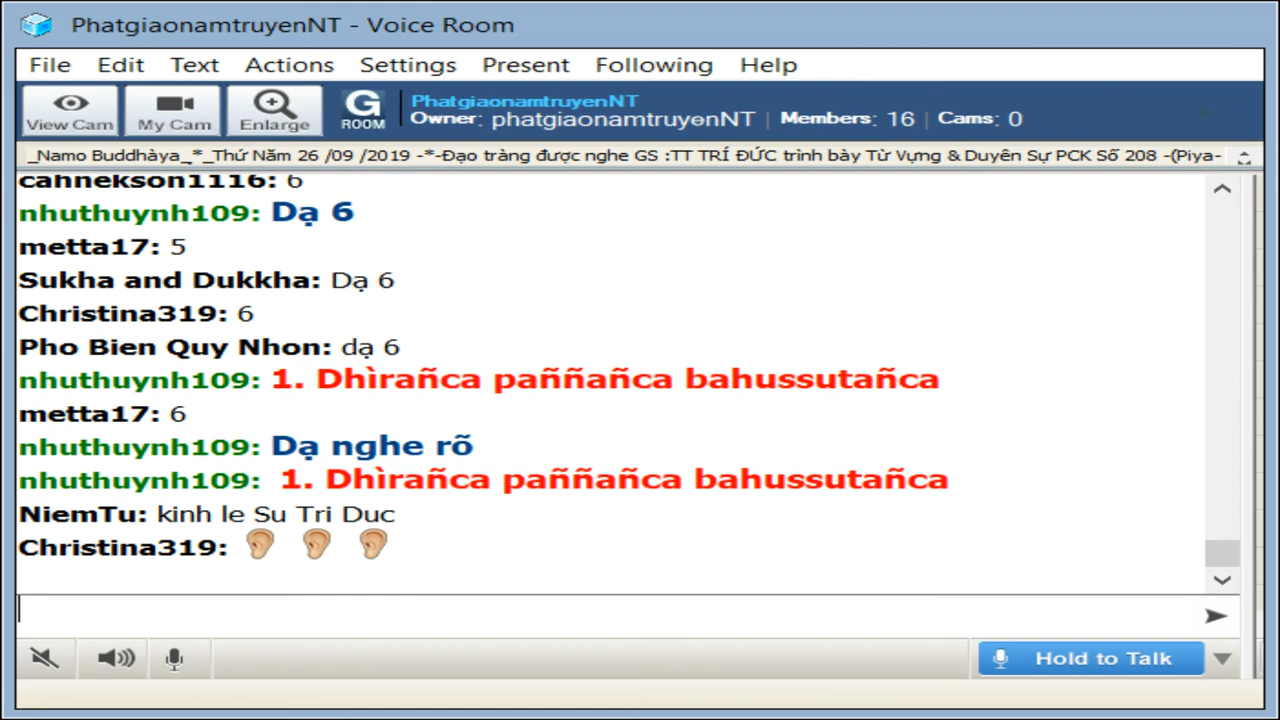 PhatgiaonamtruyenNT - Voice Room
File Edit Text Actions Settings Present Following Help
View Cam My Cam Enlarge G ROOM PhatgiaonamtruyenNT
Owner: phatgiaonamtruyenNT | Members: 16 | Cams: 0
_Namo Buddhàya_*_Thứ Năm 26 /09 /2019 -*-Đạo tràng được nghe GS :TT TRÍ ĐỨC trình bày Từ Vựng & Duyên Sự PCK Số 208 -(Piya-
cahnekson1116: 6
nhuthuynh109: Dạ 6
metta17: 5
Sukha and Dukkha: Dạ 6
Christina319: 6
Pho Bien Quy Nhon: dạ 6
nhuthuynh109: 1. Dhìrañca paññañca bahussutañca
metta17: 6
nhuthuynh109: Dạ nghe rõ
nhuthuynh109: 1. Dhìrañca paññañca bahussutañca
NiemTu: kinh le Su Tri Duc
Christina319:
Hold to Talk